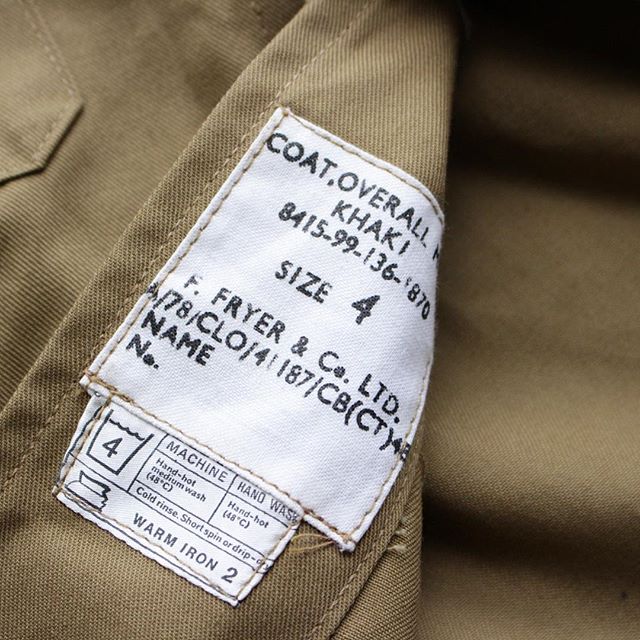 COAT, OVERALL
KHAKI
8415-99-136-1870
SIZE 4
F. FRYER & Co. LTD.
/78/CLO/41187/CB(CT)
NAME
No.
4
MACHINE
HAND WASH
Hand-hot
medium wash
(48°C)
Hand-hot
(48°C)
Cold rinse. Short spin or drip-
WARM IRON 2